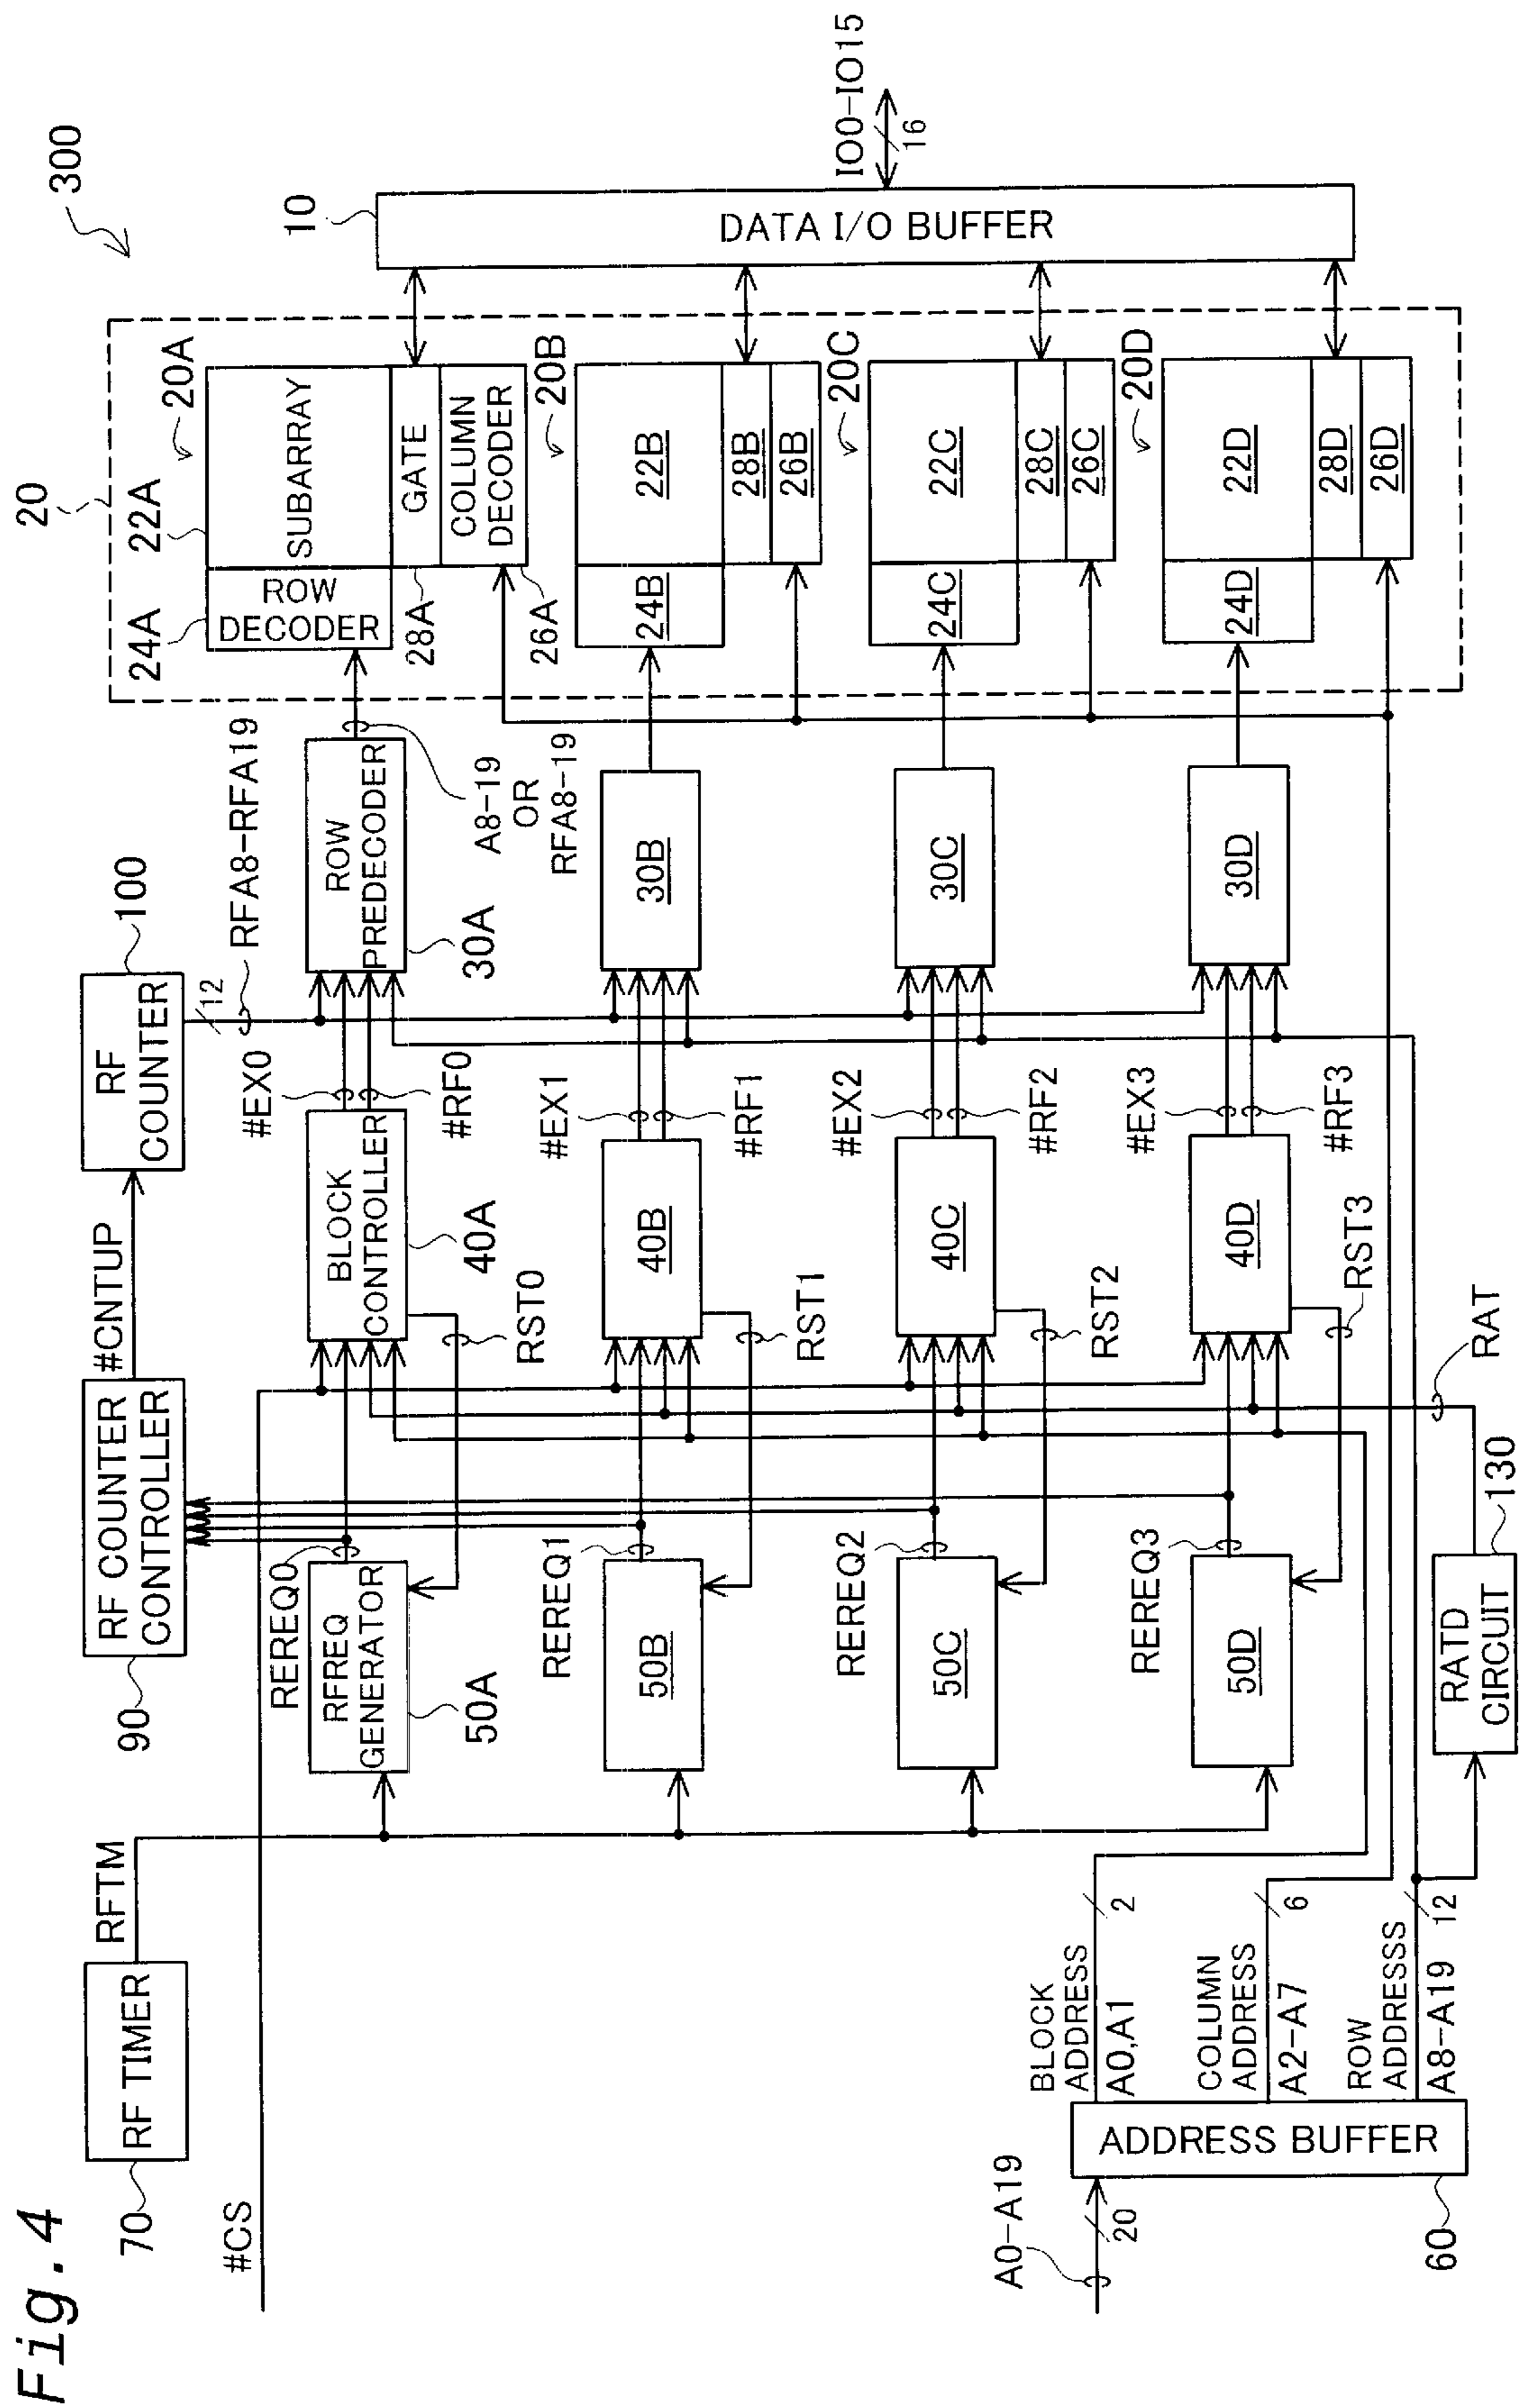 Fig.4
300
RF TIMER
70
RFTM
RF COUNTER
CONTROLLER
90
#CNTUP
RF
COUNTER
100
12
RFA8-RFA19
#CS
RFREQ
GENERATOR
50A
REREQ0
BLOCK
CONTROLLER
40A
RST0
#EX0
#RF0
ROW
PREDECODER
30A
A8-19
OR
RFA8-19
20
20A
22A
SUBARRAY
24A
ROW
DECODER
GATE
28A
COLUMN
DECODER
26A
10
DATA I/O BUFFER
IO0-IO15
16
50B
REREQ1
40B
RST1
#EX1
#RF1
30B
20B
22B
24B
28B
26B
50C
REREQ2
40C
RST2
#EX2
#RF2
30C
20C
22C
24C
28C
26C
50D
REREQ3
40D
RST3
#EX3
#RF3
30D
20D
22D
24D
28D
26D
A0-A19
20
ADDRESS BUFFER
60
BLOCK
ADDRESS
A0,A1
2
COLUMN
ADDRESS
A2-A7
6
ROW
ADDRESSS
A8-A19
12
RATD
CIRCUIT
130
RAT